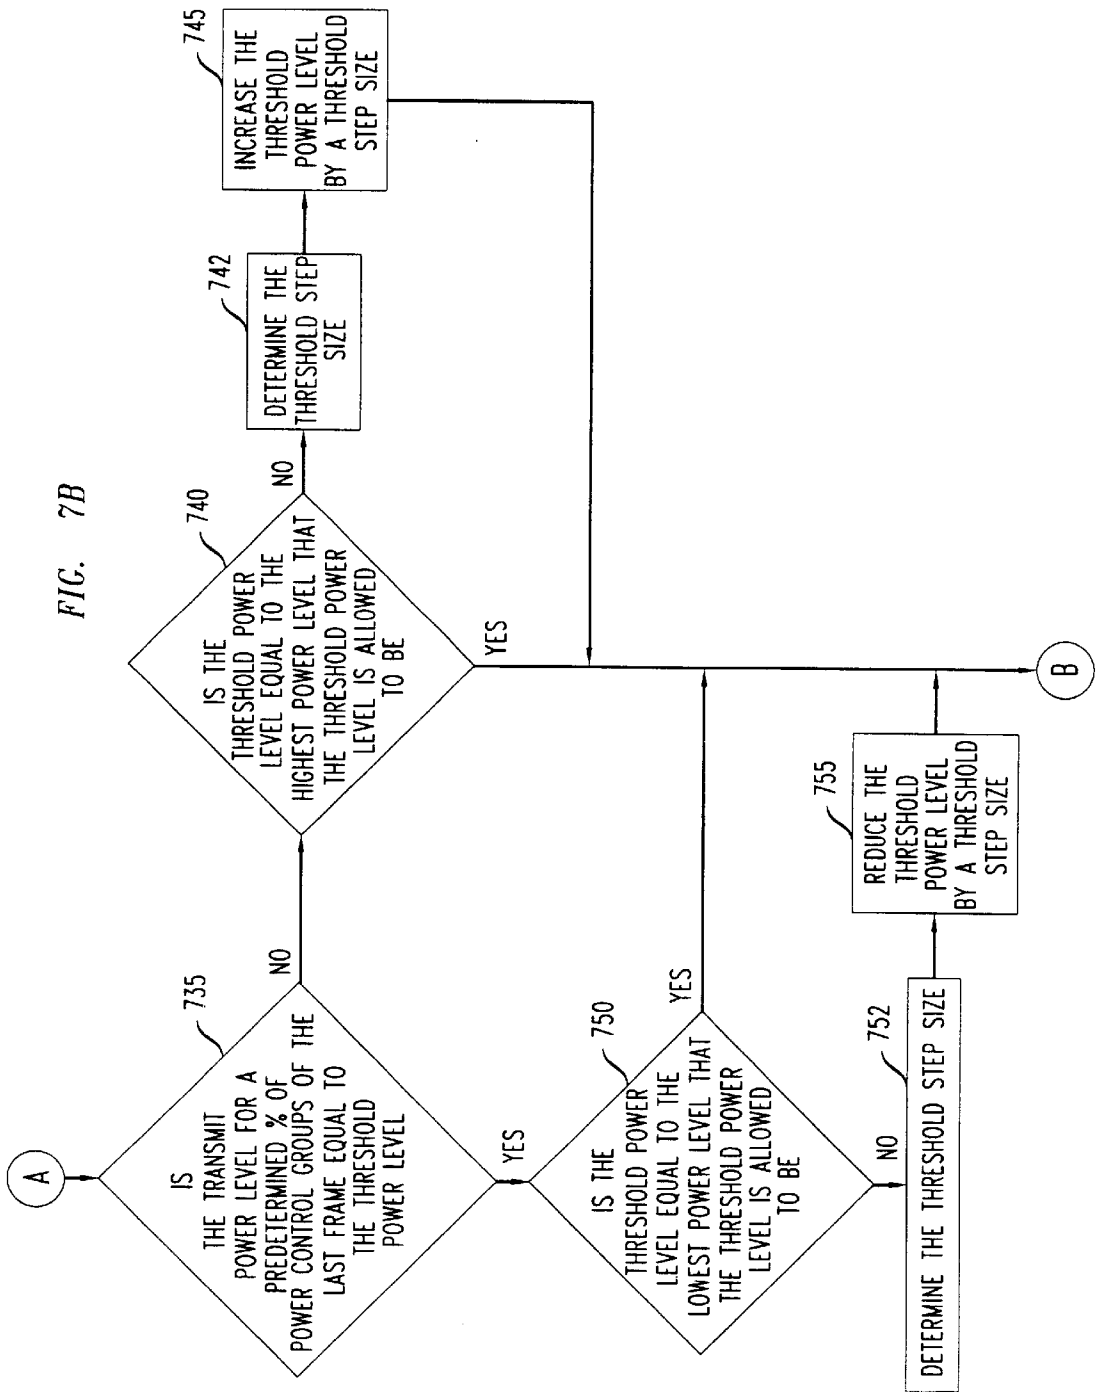 FIG. 7B
A
735
IS
THE TRANSMIT
POWER LEVEL FOR A
PREDETERMINED % OF
POWER CONTROL GROUPS OF THE
LAST FRAME EQUAL TO
THE THRESHOLD
POWER LEVEL
NO
YES
740
IS THE
THRESHOLD POWER
LEVEL EQUAL TO THE
HIGHEST POWER LEVEL THAT
THE THRESHOLD POWER
LEVEL IS ALLOWED
TO BE
NO
YES
742
DETERMINE THE
THRESHOLD STEP
SIZE
745
INCREASE THE
THRESHOLD
POWER LEVEL
BY A THRESHOLD
STEP SIZE
750
IS THE
THRESHOLD POWER
LEVEL EQUAL TO THE
LOWEST POWER LEVEL THAT
THE THRESHOLD POWER
LEVEL IS ALLOWED
TO BE
YES
NO
752
DETERMINE THE THRESHOLD STEP SIZE
755
REDUCE THE
THRESHOLD
POWER LEVEL
BY A THRESHOLD
STEP SIZE
B